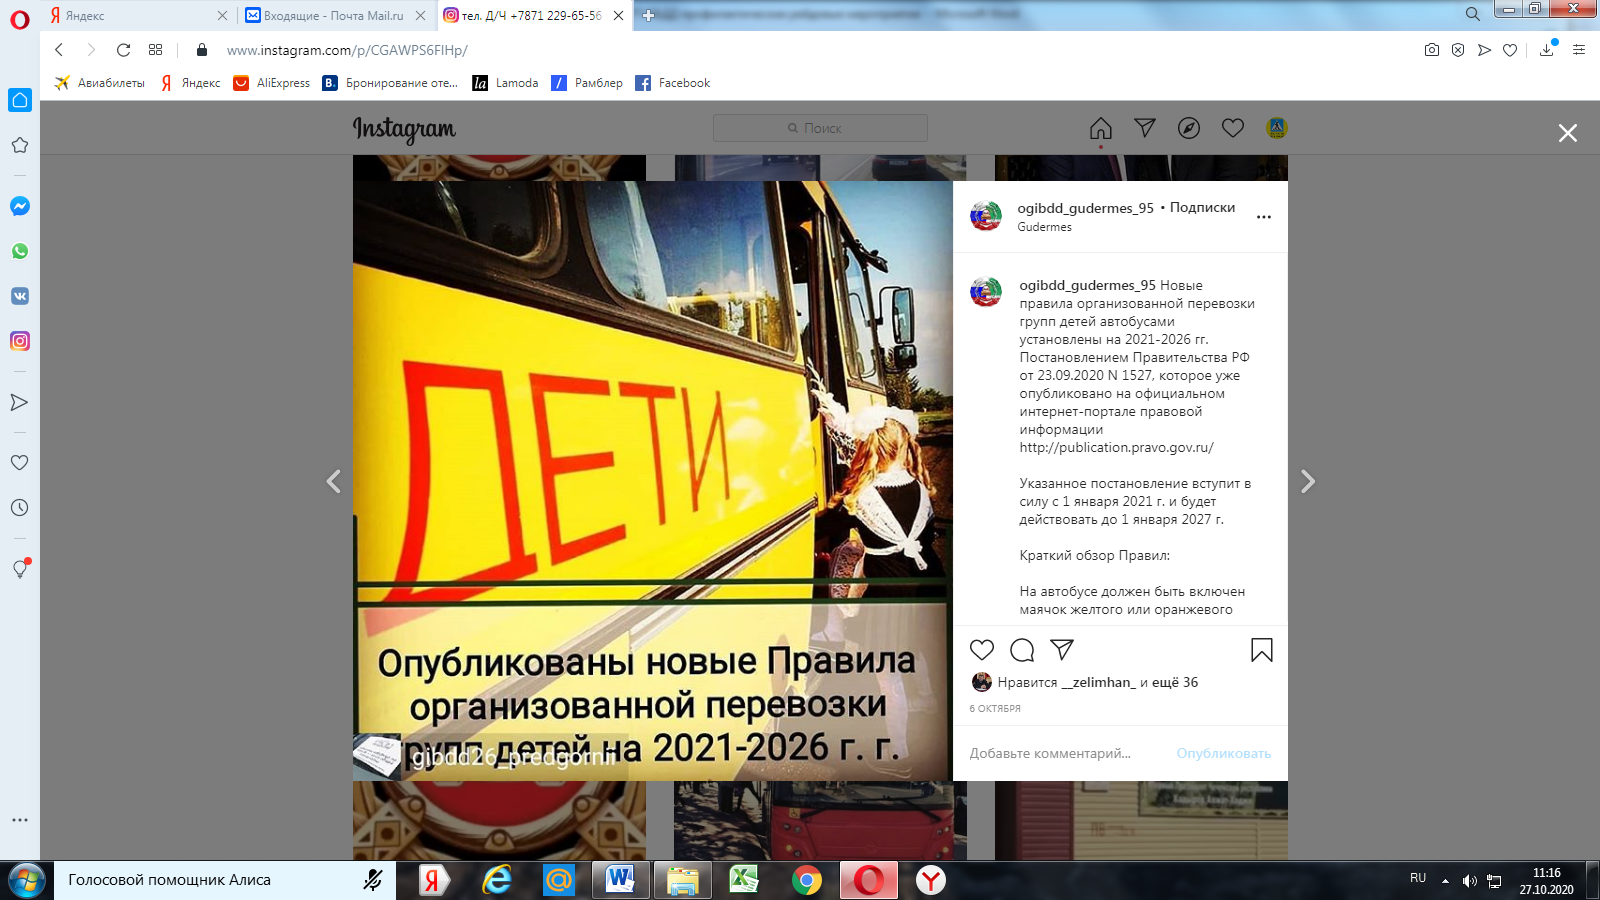 Яндекс
Входящие - Почта Mail.ru
тел. Д/Ч +7871 229-65-56
www.instagram.com/p/CGAWPS6FIHp/
Авиабилеты
Яндекс
AliExpress
Бронирование оте...
Lamoda
Рамблер
Facebook
Instagram
Поиск
ДЕТИ
Опубликованы новые Правила
организованной перевозки
групп детей на 2021-2026 г. г.
gibdd26_predgornii
ogibdd_gudermes_95 • Подписки
Gudermes
ogibdd_gudermes_95 Новые
правила организованной перевозки
групп детей автобусами
установлены на 2021-2026 гг.
Постановлением Правительства РФ
от 23.09.2020 N 1527, которое уже
опубликовано на официальном
интернет-портале правовой
информации
http://publication.pravo.gov.ru/
Указанное постановление вступит в
силу с 1 января 2021 г. и будет
действовать до 1 января 2027 г.
Краткий обзор Правил:
На автобусе должен быть включен
маячок желтого или оранжевого
Нравится __zelimhan_ и ещё 36
6 ОКТЯБРЯ
Добавьте комментарий...
Опубликовать
Голосовой помощник Алиса
RU
11:16
27.10.2020